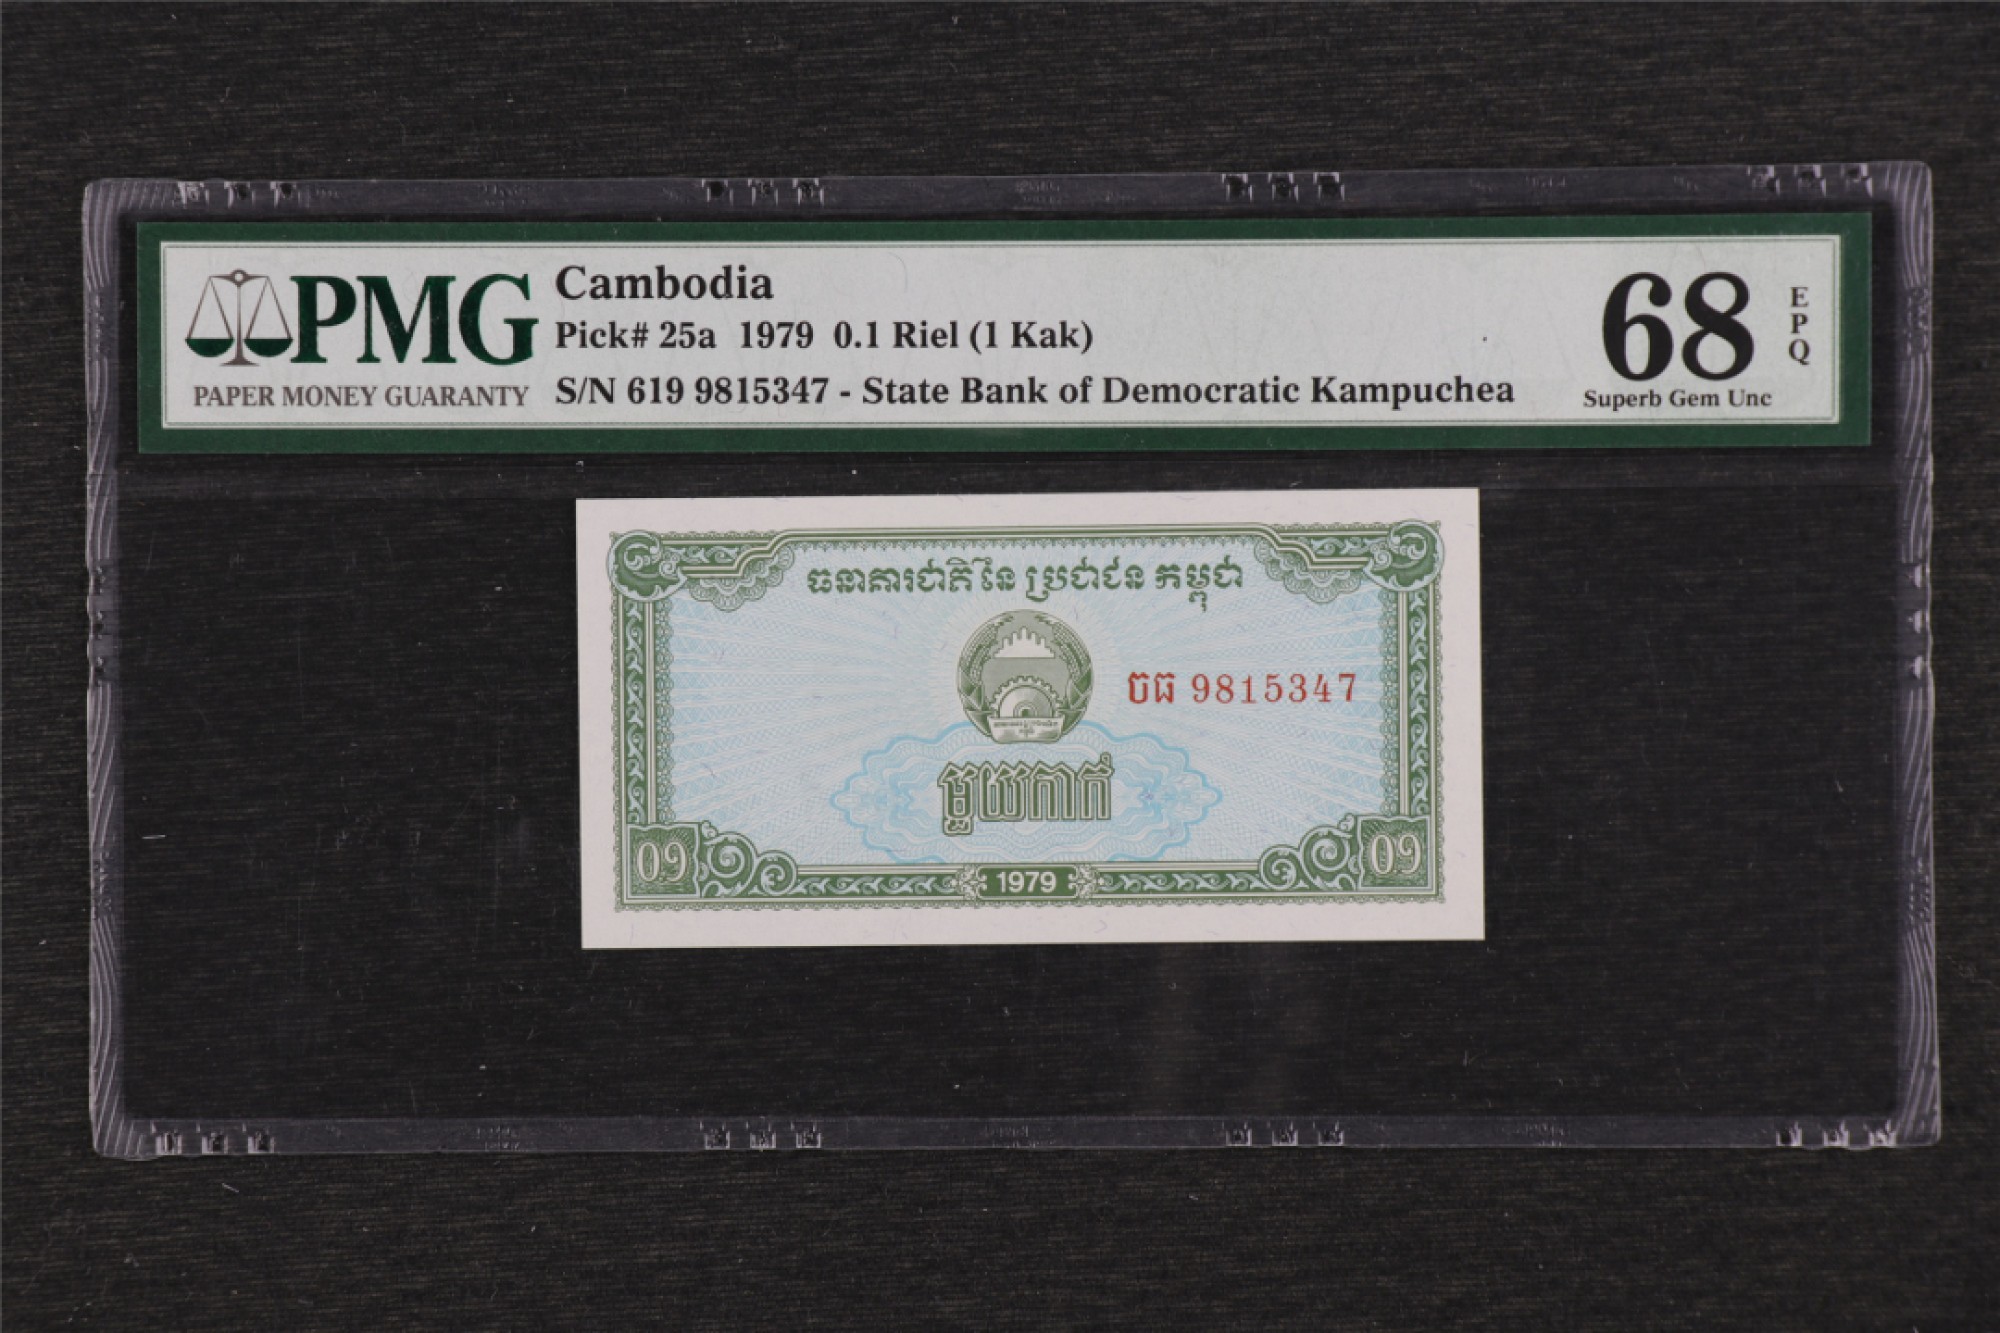 PMG
PAPER MONEY GUARANTY
Cambodia
Pick# 25a 1979 0.1 Riel (1 Kak)
S/N 619 9815347 - State Bank of Democratic Kampuchea
68
EPQ
Superb Gem Unc
ធនាគារជាតិ នៃ ប្រជាជន កម្ពុជា
ចធ 9815347
មួយកាក់
០១
1979
០១